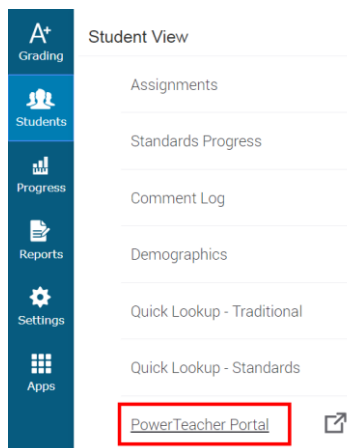 A+
Grading
Students
Progress
Reports
Settings
Apps
Student View
Assignments
Standards Progress
Comment Log
Demographics
Quick Lookup - Traditional
Quick Lookup - Standards
PowerTeacher Portal